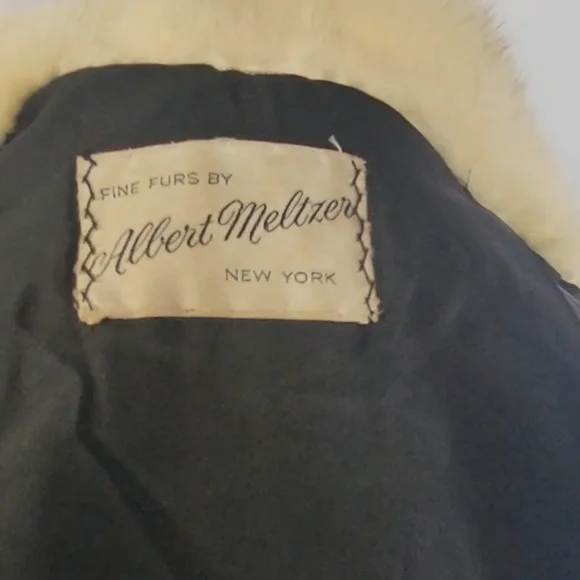 FINE FURS BY
Albert Meltzer
NEW YORK